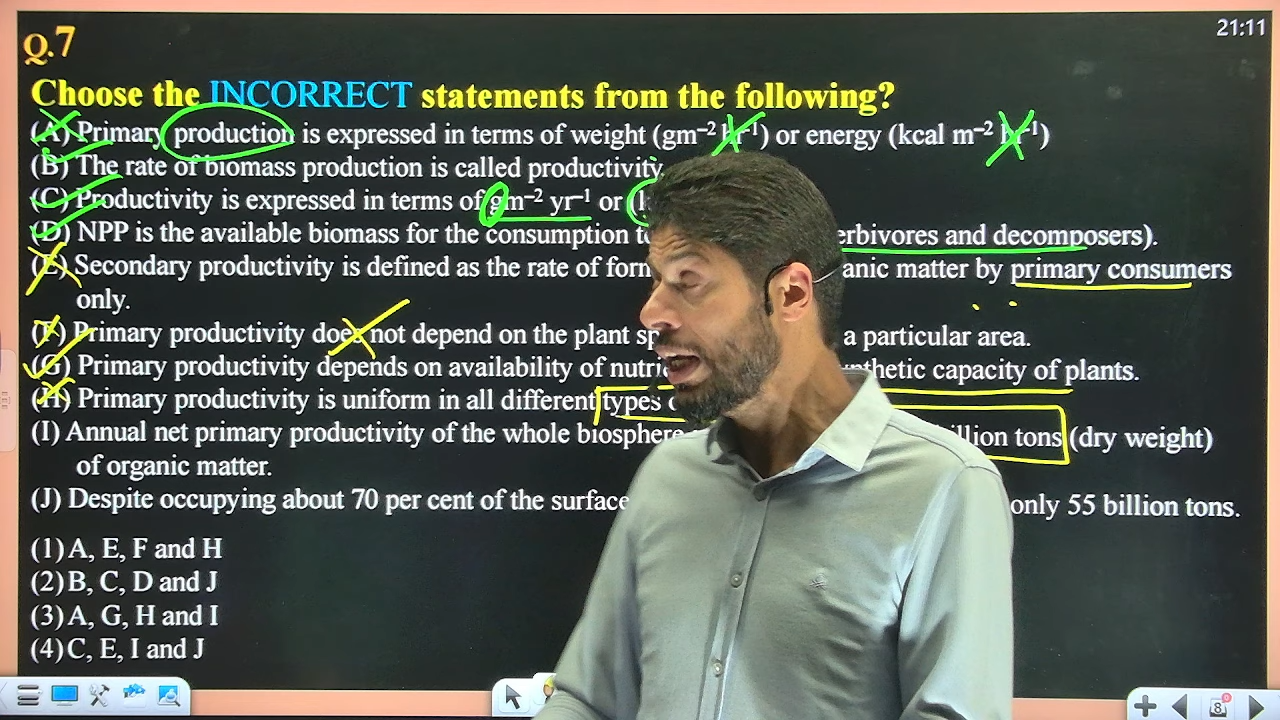 21:11
Q.7
Choose the INCORRECT statements from the following?
(A) Primary production is expressed in terms of weight (gm⁻² yr⁻¹) or energy (kcal m⁻² yr⁻¹)
(B) The rate of biomass production is called productivity.
(C) Productivity is expressed in terms of gm⁻² yr⁻¹ or
(D) NPP is the available biomass for the consumption erbivores and decomposers).
(E) Secondary productivity is defined as the rate of anic matter by primary consumers
only.
(F) Primary productivity does not depend on the plant a particular area.
(G) Primary productivity depends on availability of nthetic capacity of plants.
(H) Primary productivity is uniform in all different types
(I) Annual net primary productivity of the whole biosphere llion tons (dry weight)
of organic matter.
(J) Despite occupying about 70 per cent of the surface only 55 billion tons.
(1) A, E, F and H
(2) B, C, D and J
(3) A, G, H and I
(4) C, E, I and J
8